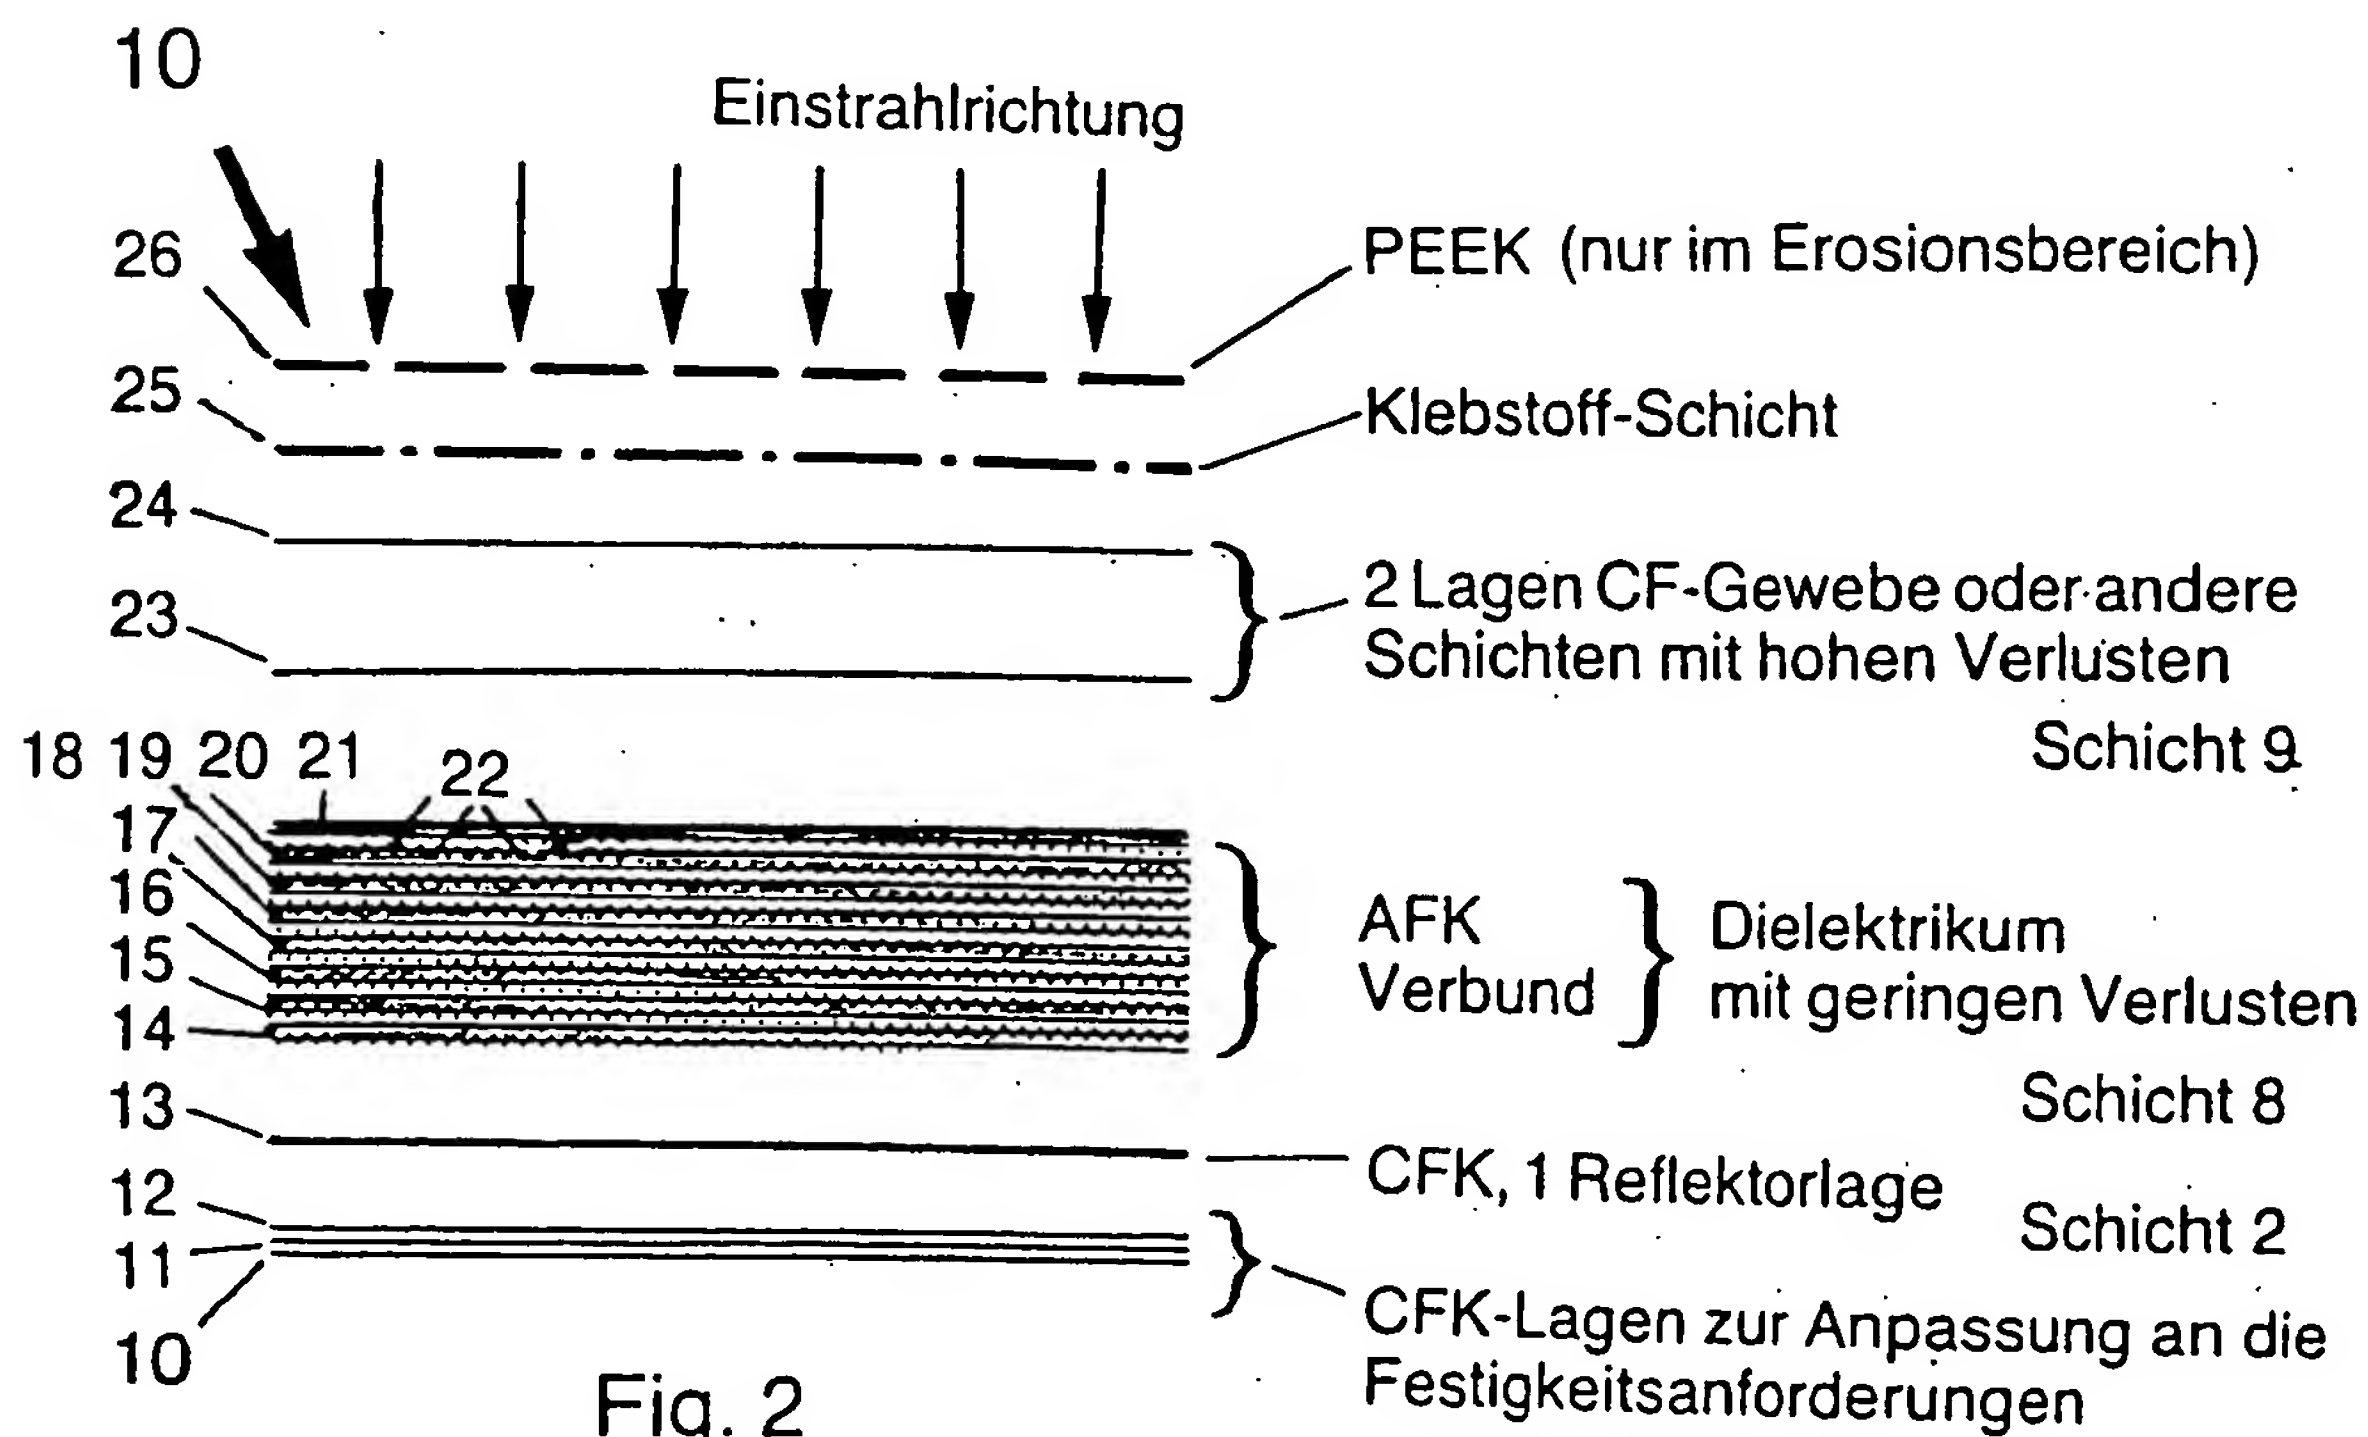 10
Einstrahlrichtung
26
PEEK (nur im Erosionsbereich)
25
Klebstoff-Schicht
24
23
2 Lagen CF-Gewebe oder andere
Schichten mit hohen Verlusten
Schicht 9
18 19 20 21 22
17
16
15
14
AFK
Verbund
Dielektrikum
mit geringen Verlusten
Schicht 8
13
CFK, 1 Reflektorlage
Schicht 2
12
11
10
CFK-Lagen zur Anpassung an die
Festigkeitsanforderungen
Fig. 2